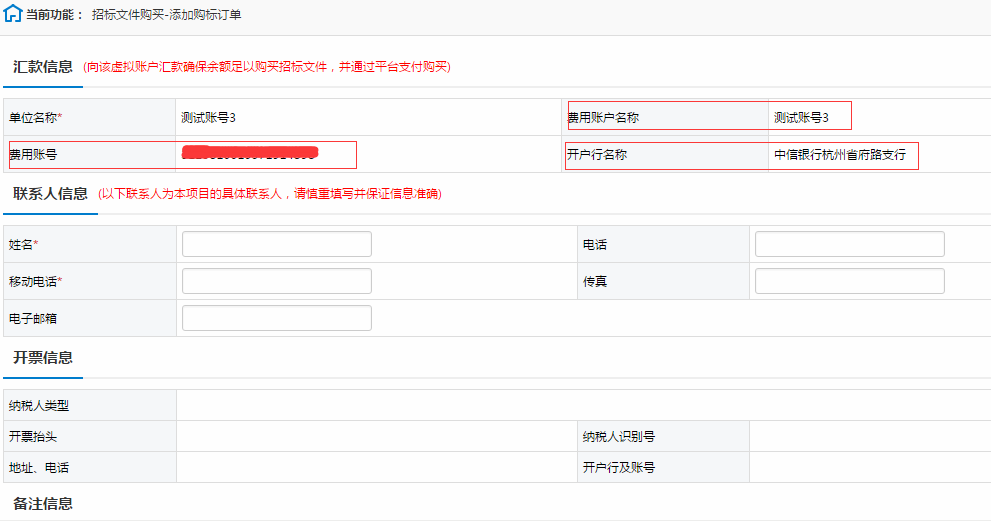 当前功能： 招标文件购买-添加购标订单
汇款信息 (向该虚拟账户汇款确保余额足以购买招标文件，并通过平台支付购买)
单位名称* 测试账号3 费用账户名称 测试账号3
费用账号 开户行名称 中信银行杭州省府路支行
联系人信息 (以下联系人为本项目的具体联系人，请慎重填写并保证信息准确)
姓名* 电话
移动电话* 传真
电子邮箱
开票信息
纳税人类型
开票抬头 纳税人识别号
地址、电话 开户行及账号
备注信息